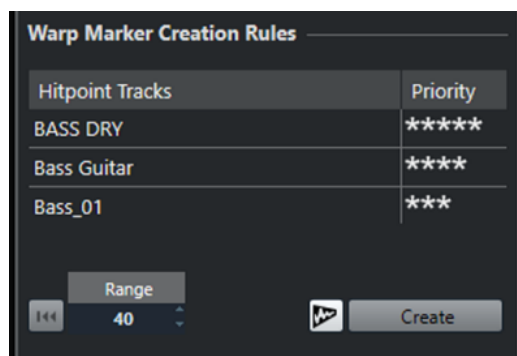 Warp Marker Creation Rules
Hitpoint Tracks Priority
BASS DRY *****
Bass Guitar ****
Bass_01 ***
Range
40 Create